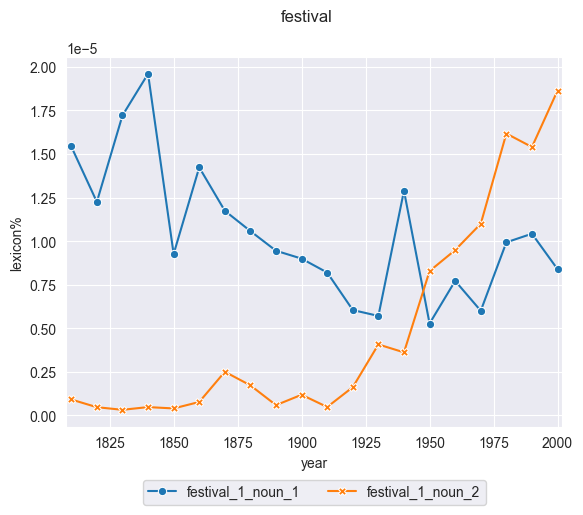 festival
1e−5
2.00
1.75
1.50
1.25
1.00
0.75
0.50
0.25
0.00
lexicon%
1825 1850 1875 1900 1925 1950 1975 2000
year
festival_1_noun_1 festival_1_noun_2